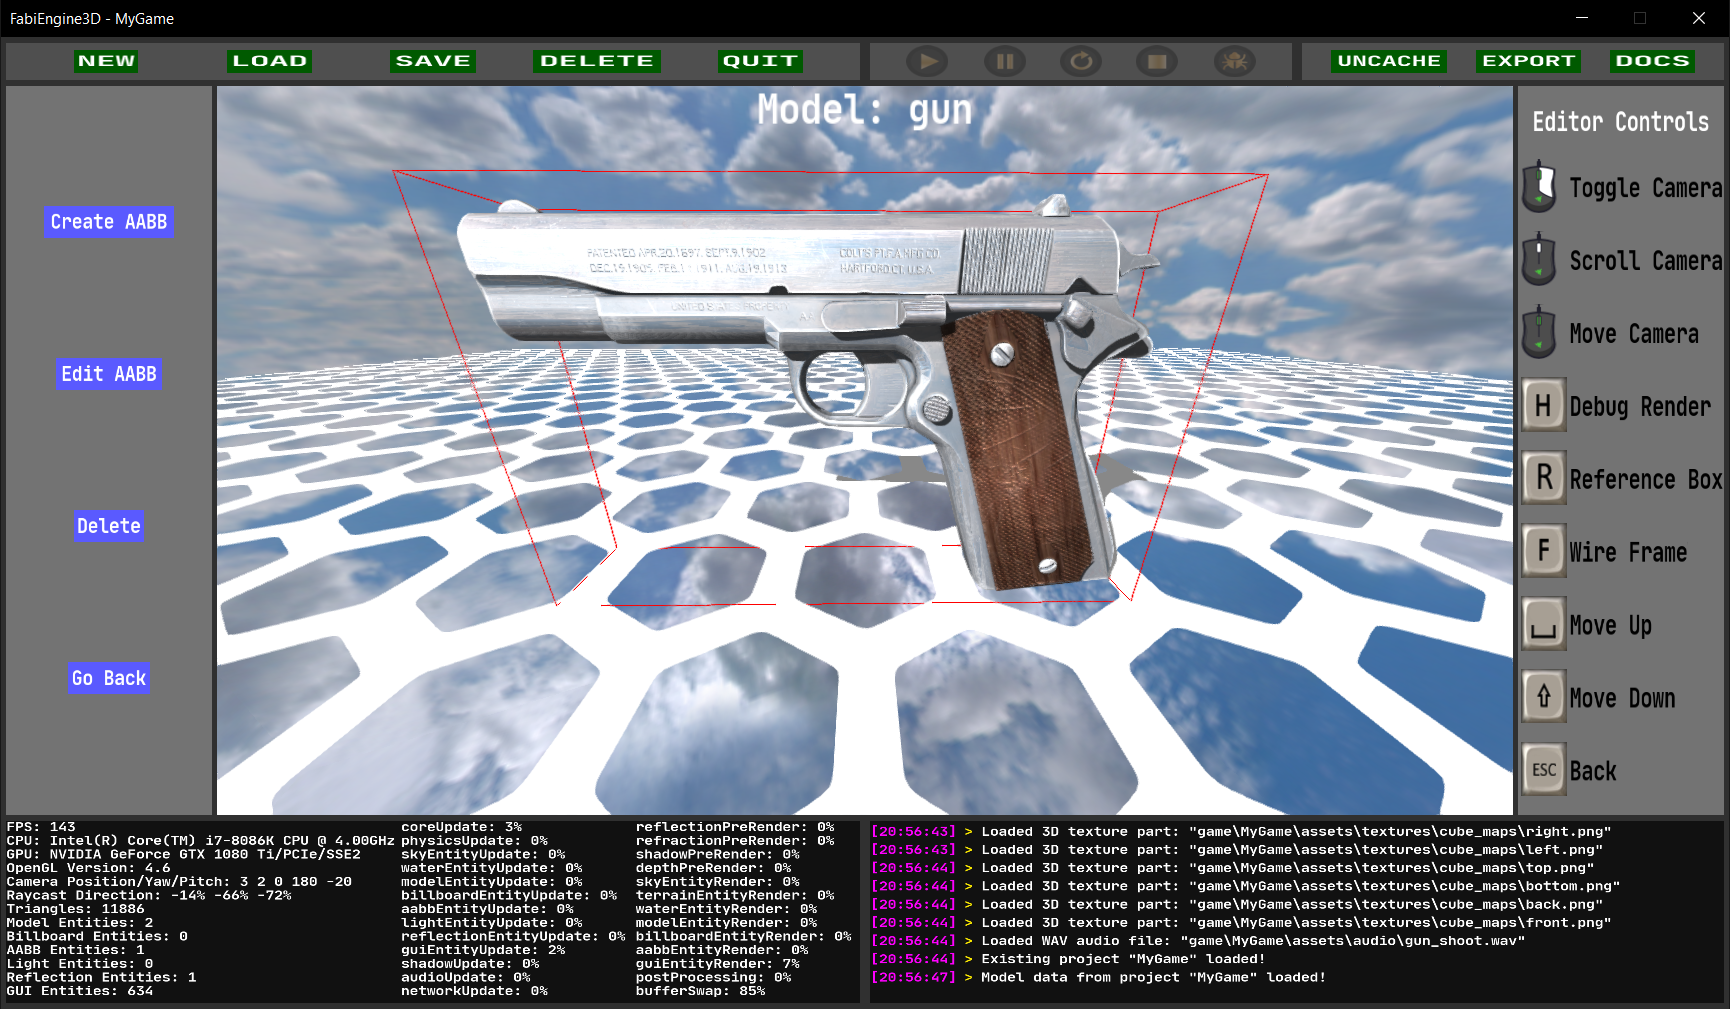 FabiEngine3D - MyGame
NEW LOAD SAVE DELETE QUIT UNCACHE EXPORT DOCS
Model: gun
Create AABB
Edit AABB
Delete
Go Back
PATENTED APR.20.1897. SEPT.9.1902
DEC.19.1905. FEB.14.1911. AUG.19.1913
COLT'S PT. F.A. MFG. CO.
HARTFORD. CT. U.S.A.
UNITED STATES PROPERTY
Editor Controls
Toggle Camera
Scroll Camera
Move Camera
H Debug Render
R Reference Box
F Wire Frame
Move Up
Move Down
ESC Back
FPS: 143
CPU: Intel(R) Core(TM) i7-8086K CPU @ 4.00GHz
GPU: NVIDIA GeForce GTX 1080 Ti/PCIe/SSE2
OpenGL Version: 4.6
Camera Position/Yaw/Pitch: 3 2 0 180 -20
Raycast Direction: -14% -66% -72%
Triangles: 11886
Model Entities: 2
Billboard Entities: 0
AABB Entities: 1
Light Entities: 0
Reflection Entities: 1
GUI Entities: 634
coreUpdate: 3%
physicsUpdate: 0%
skyEntityUpdate: 0%
waterEntityUpdate: 0%
modelEntityUpdate: 0%
billboardEntityUpdate: 0%
aabbEntityUpdate: 0%
lightEntityUpdate: 0%
reflectionEntityUpdate: 0%
guiEntityUpdate: 2%
shadowUpdate: 0%
audioUpdate: 0%
networkUpdate: 0%
reflectionPreRender: 0%
refractionPreRender: 0%
shadowPreRender: 0%
depthPreRender: 0%
skyEntityRender: 0%
terrainEntityRender: 0%
waterEntityRender: 0%
modelEntityRender: 0%
billboardEntityRender: 0%
aabbEntityRender: 0%
guiEntityRender: 7%
postProcessing: 0%
bufferSwap: 85%
[20:56:43] > Loaded 3D texture part: "game\MyGame\assets\textures\cube_maps\right.png"
[20:56:43] > Loaded 3D texture part: "game\MyGame\assets\textures\cube_maps\left.png"
[20:56:44] > Loaded 3D texture part: "game\MyGame\assets\textures\cube_maps\top.png"
[20:56:44] > Loaded 3D texture part: "game\MyGame\assets\textures\cube_maps\bottom.png"
[20:56:44] > Loaded 3D texture part: "game\MyGame\assets\textures\cube_maps\back.png"
[20:56:44] > Loaded 3D texture part: "game\MyGame\assets\textures\cube_maps\front.png"
[20:56:44] > Loaded WAV audio file: "game\MyGame\assets\audio\gun_shoot.wav"
[20:56:44] > Existing project "MyGame" loaded!
[20:56:47] > Model data from project "MyGame" loaded!